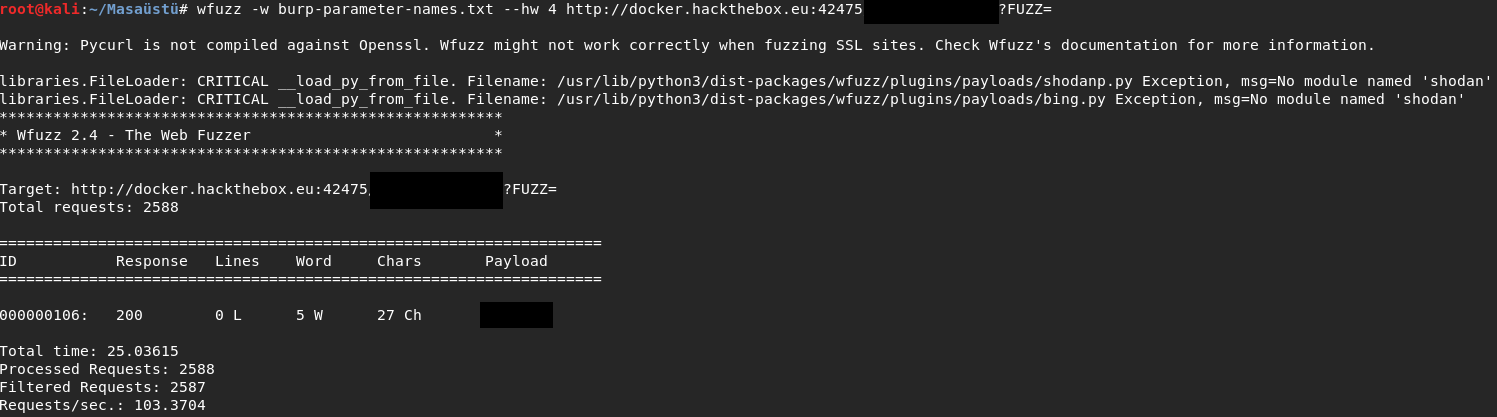 root@kali:~/Masaüstü# wfuzz -w burp-parameter-names.txt --hw 4 http://docker.hackthebox.eu:42475 ?FUZZ=
Warning: Pycurl is not compiled against Openssl. Wfuzz might not work correctly when fuzzing SSL sites. Check Wfuzz's documentation for more information.
libraries.FileLoader: CRITICAL __load_py_from_file. Filename: /usr/lib/python3/dist-packages/wfuzz/plugins/payloads/shodanp.py Exception, msg=No module named 'shodan'
libraries.FileLoader: CRITICAL __load_py_from_file. Filename: /usr/lib/python3/dist-packages/wfuzz/plugins/payloads/bing.py Exception, msg=No module named 'shodan'
********************************************************
* Wfuzz 2.4 - The Web Fuzzer                           *
********************************************************
Target: http://docker.hackthebox.eu:42475/ ?FUZZ=
Total requests: 2588
===================================================================
ID           Response   Lines    Word     Chars       Payload
===================================================================
000000106:   200        0 L      5 W      27 Ch
Total time: 25.03615
Processed Requests: 2588
Filtered Requests: 2587
Requests/sec.: 103.3704